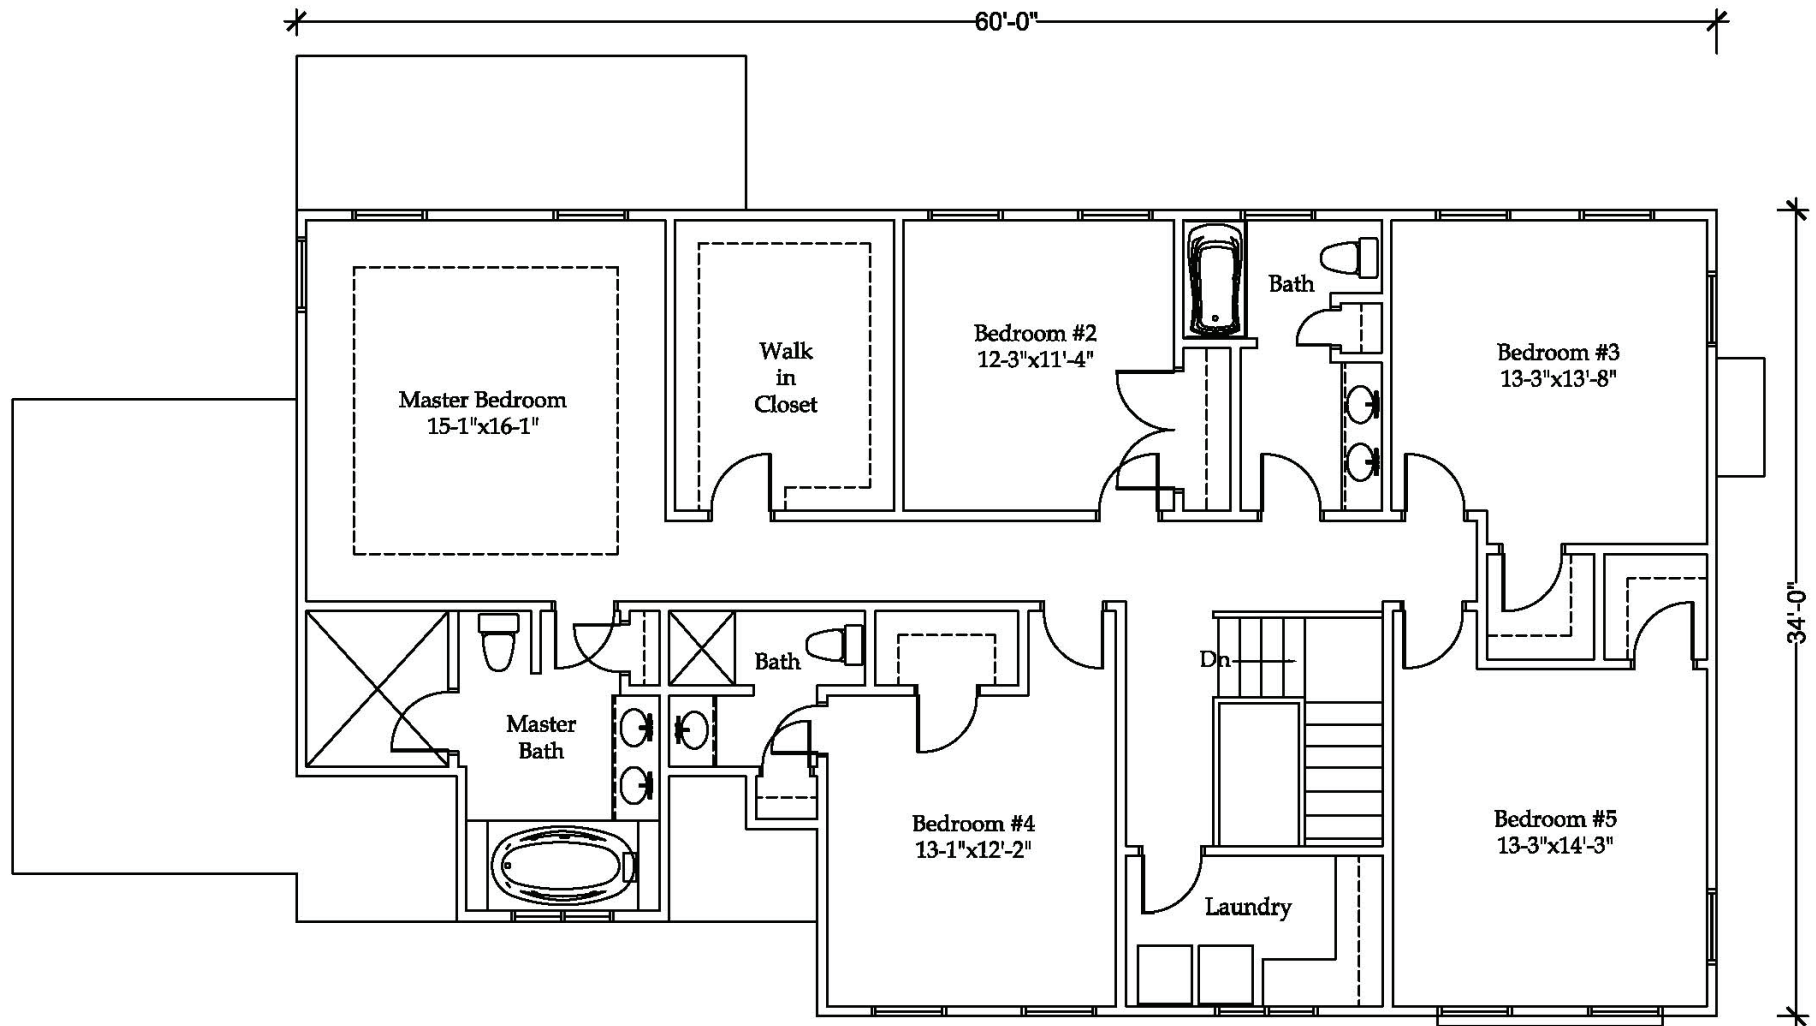 60'-0"
Bath
Bedroom #2
12-3"x11'-4"
Walk
in
Closet
Bedroom #3
13-3"x13'-8"
Master Bedroom
15-1"x16-1"
34'-0"
Dn
Bath
Master
Bath
Bedroom #4
13-1"x12'-2"
Bedroom #5
13-3"x14'-3"
Laundry